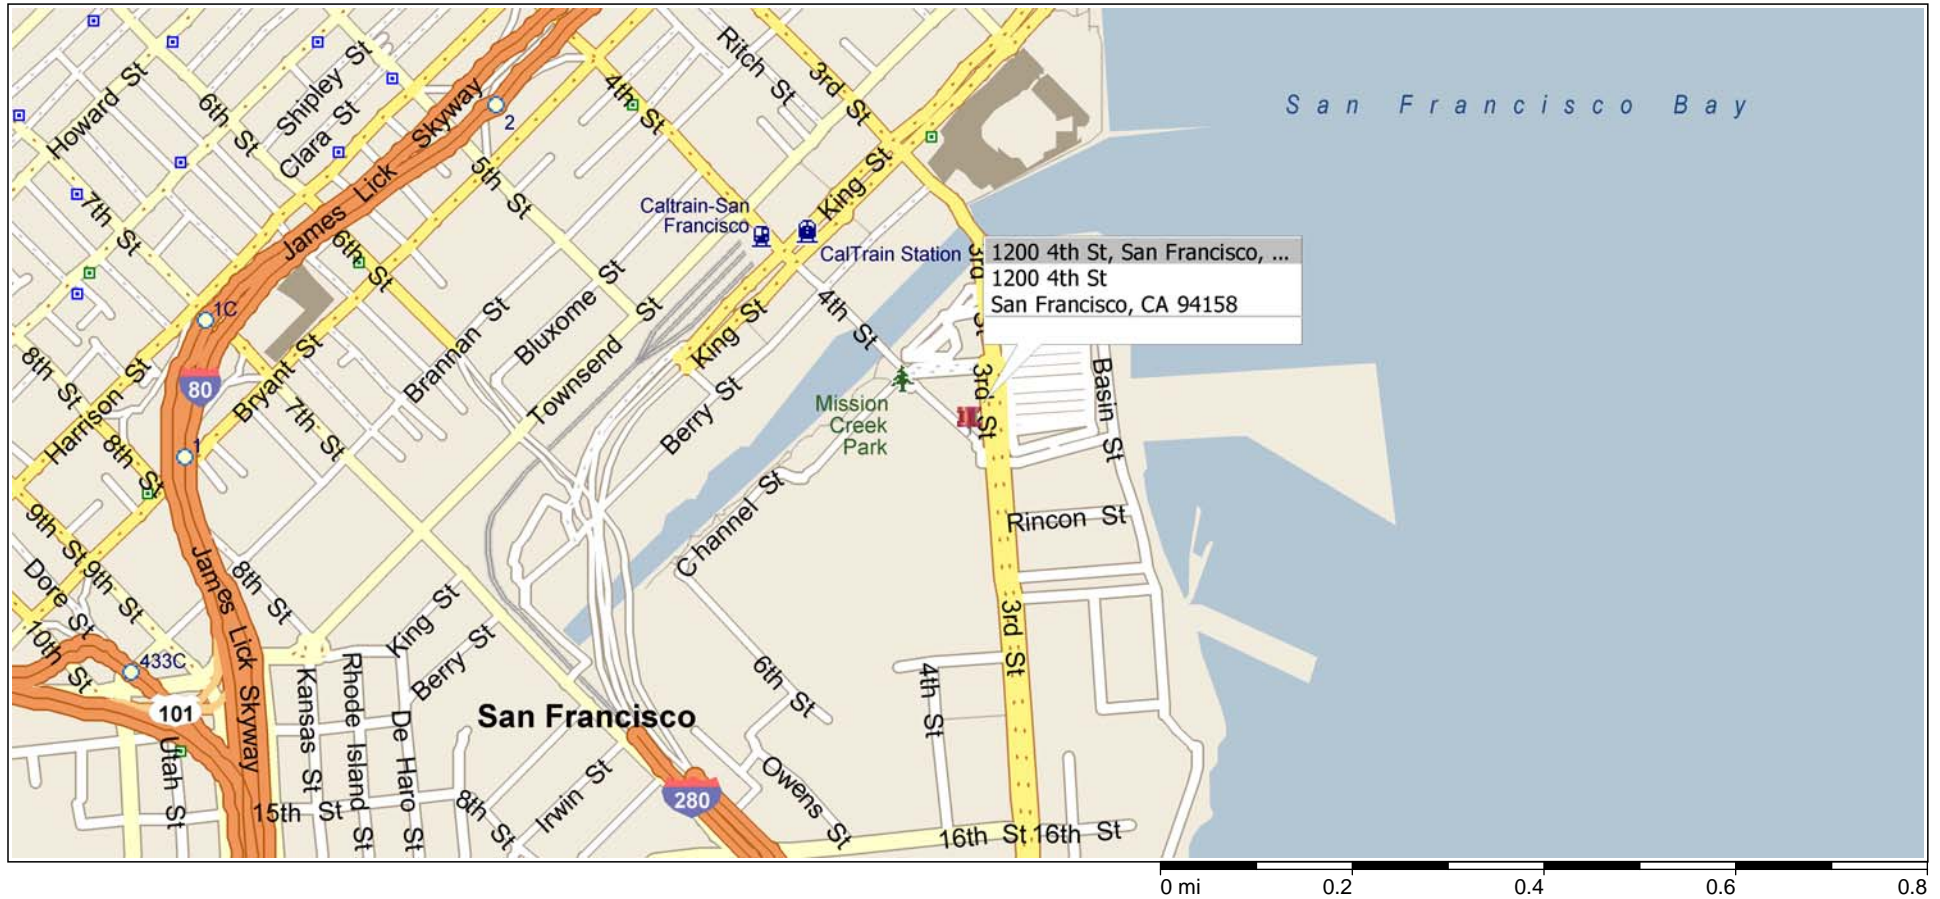 San Francisco Bay
Ritch St
3rd St
Shipley St
Howard St
6th St
Clara St
Skyway
4th St
2
King St
5th St
James Lick
7th St
Caltrain-San
Francisco
6th St
CalTrain Station
3rd St
1200 4th St, San Francisco, ...
1200 4th St
San Francisco, CA 94158
1C
Bluxome St
4th St
Brannan St
King St
Townsend St
8th St
80
Bryant St
Harrison St
7th St
Berry St
3rd St
Basin St
Mission
Creek
Park
8th St
1
Channel St
Rincon St
9th St
9th St
Dore St
James Lick Skyway
8th St
King St
3rd St
10th St
Berry St
433C
Kansas St
Rhode Island St
De Haro St
6th St
4th St
101
San Francisco
Utah St
15th St
8th St
Irwin St
280
Owens St
16th St
16th St
0 mi
0.2
0.4
0.6
0.8